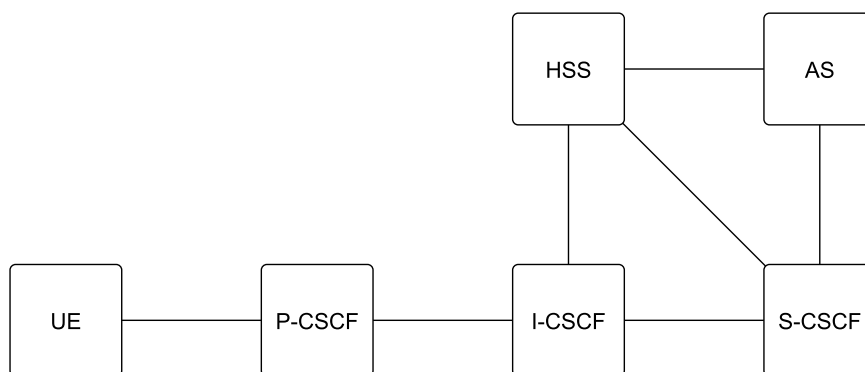 HSS
AS
UE
P-CSCF
I-CSCF
S-CSCF